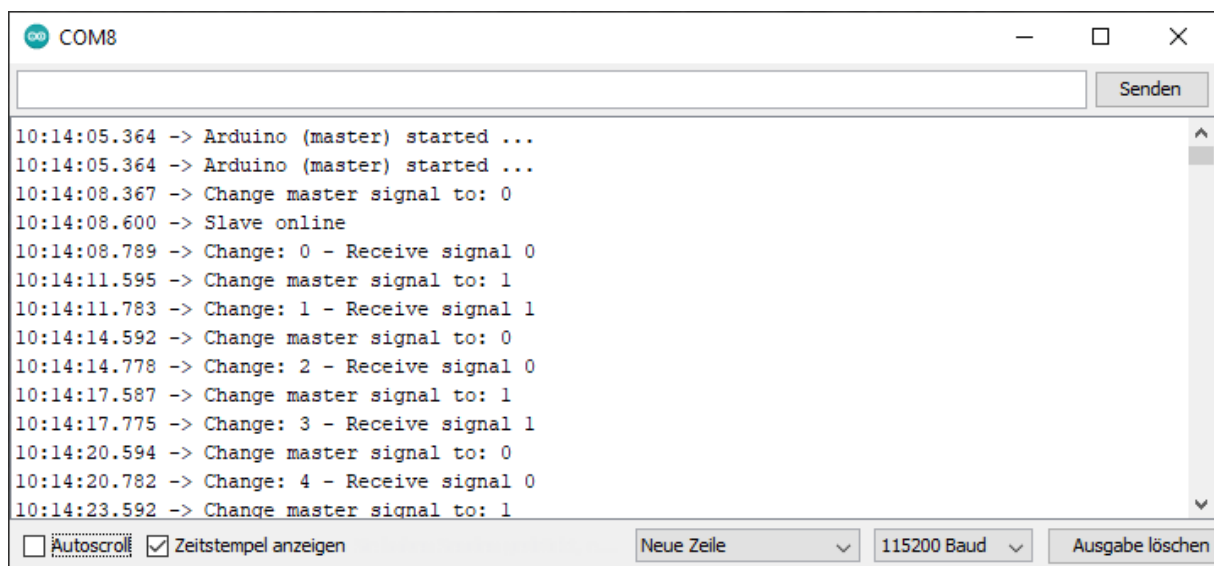 COM8
Senden
10:14:05.364 -> Arduino (master) started ...
10:14:05.364 -> Arduino (master) started ...
10:14:08.367 -> Change master signal to: 0
10:14:08.600 -> Slave online
10:14:08.789 -> Change: 0 - Receive signal 0
10:14:11.595 -> Change master signal to: 1
10:14:11.783 -> Change: 1 - Receive signal 1
10:14:14.592 -> Change master signal to: 0
10:14:14.778 -> Change: 2 - Receive signal 0
10:14:17.587 -> Change master signal to: 1
10:14:17.775 -> Change: 3 - Receive signal 1
10:14:20.594 -> Change master signal to: 0
10:14:20.782 -> Change: 4 - Receive signal 0
10:14:23.592 -> Change master signal to: 1
Autoscroll Zeitstempel anzeigen Neue Zeile 115200 Baud Ausgabe löschen